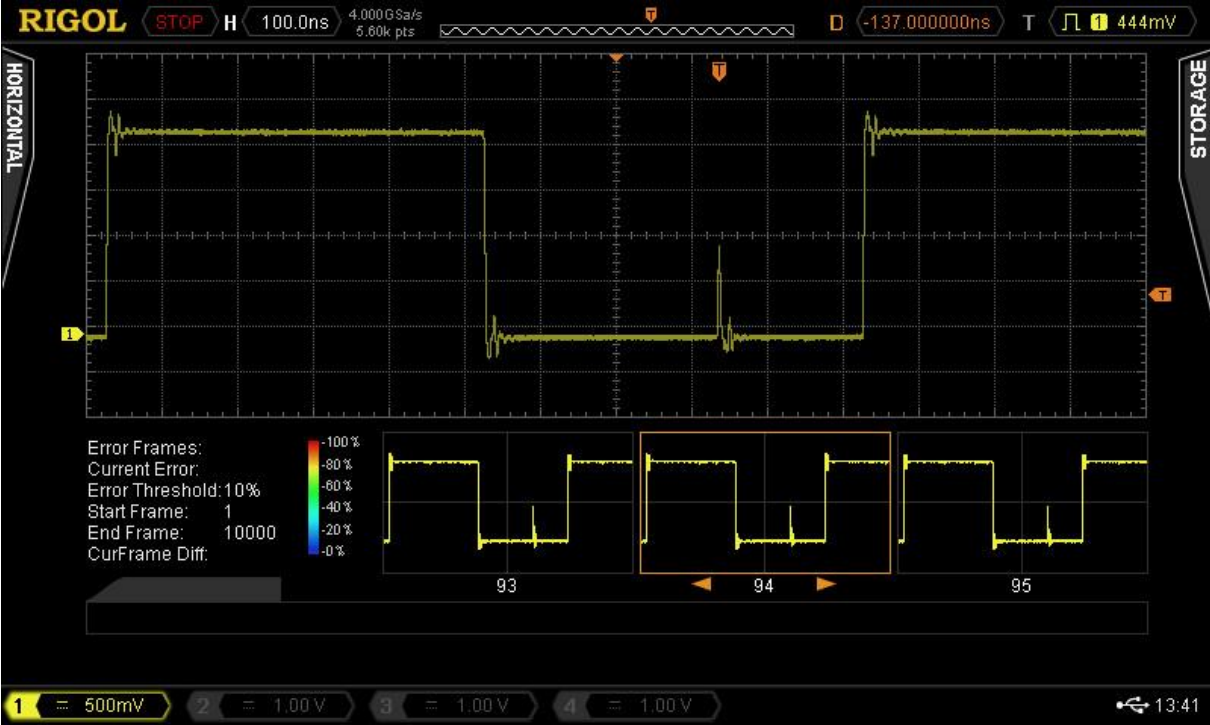 RIGOL STOP H 100.0ns 4.000GSa/s D -137.000000ns T 1 444mV
5.60k pts
T
HORIZONTAL
STORAGE
T
T
1
Error Frames:
Current Error:
Error Threshold:10%
Start Frame: 1
End Frame: 10000
CurFrame Diff:
-100%
-80%
-60%
-40%
-20%
-0%
93 94 95
1 = 500mV 2 = 1.00 V 3 = 1.00 V 4 = 1.00 V 13:41